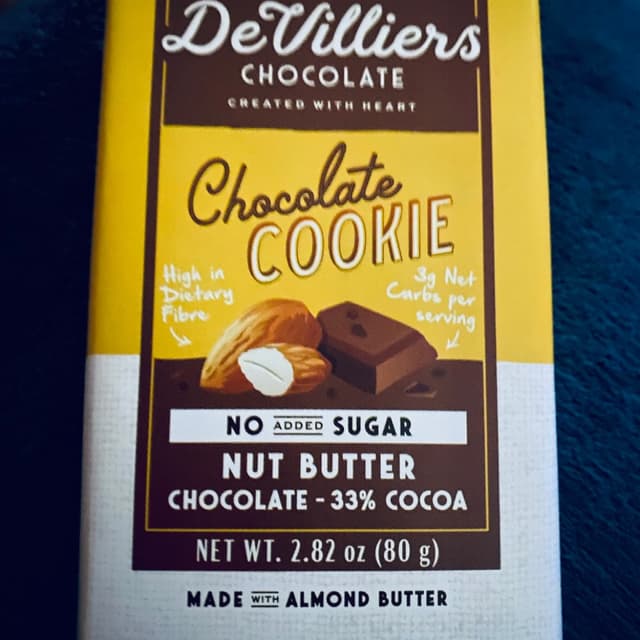 DeVilliers
CHOCOLATE
CREATED WITH HEART
Chocolate
COOKIE
High in
Dietary
Fibre
3g Net
Carbs per
serving
NO ADDED SUGAR
NUT BUTTER
CHOCOLATE - 33% COCOA
NET WT. 2.82 oz (80 g)
MADE WITH ALMOND BUTTER